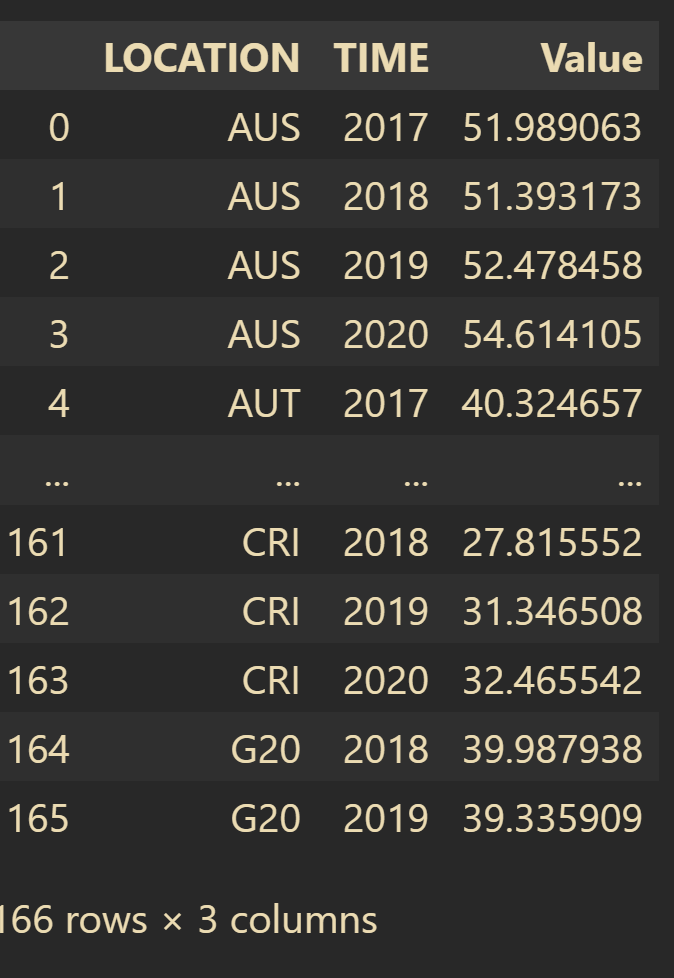 LOCATION TIME Value
0 AUS 2017 51.989063
1 AUS 2018 51.393173
2 AUS 2019 52.478458
3 AUS 2020 54.614105
4 AUT 2017 40.324657
... ... ... ...
161 CRI 2018 27.815552
162 CRI 2019 31.346508
163 CRI 2020 32.465542
164 G20 2018 39.987938
165 G20 2019 39.335909
166 rows × 3 columns